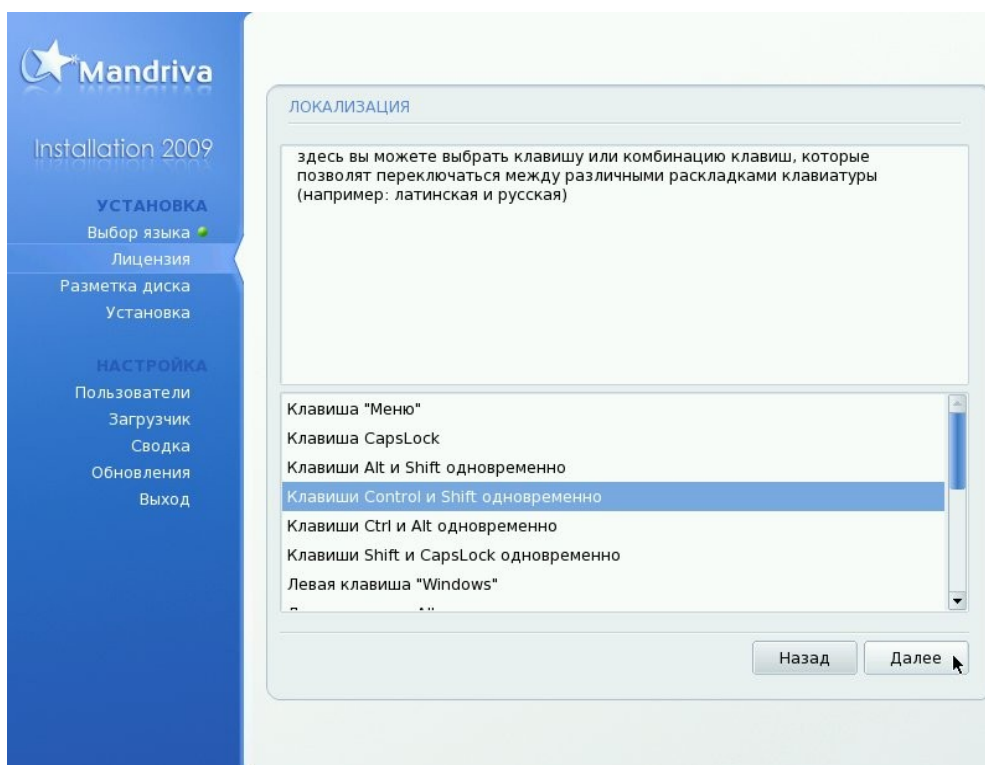 Mandriva
Installation 2009
УСТАНОВКА
Выбор языка
Лицензия
Разметка диска
Установка
НАСТРОЙКА
Пользователи
Загрузчик
Сводка
Обновления
Выход
ЛОКАЛИЗАЦИЯ
здесь вы можете выбрать клавишу или комбинацию клавиш, которые
позволят переключаться между различными раскладками клавиатуры
(например: латинская и русская)
Клавиша "Меню"
Клавиша CapsLock
Клавиши Alt и Shift одновременно
Клавиши Control и Shift одновременно
Клавиши Ctrl и Alt одновременно
Клавиши Shift и CapsLock одновременно
Левая клавиша "Windows"
Назад
Далее